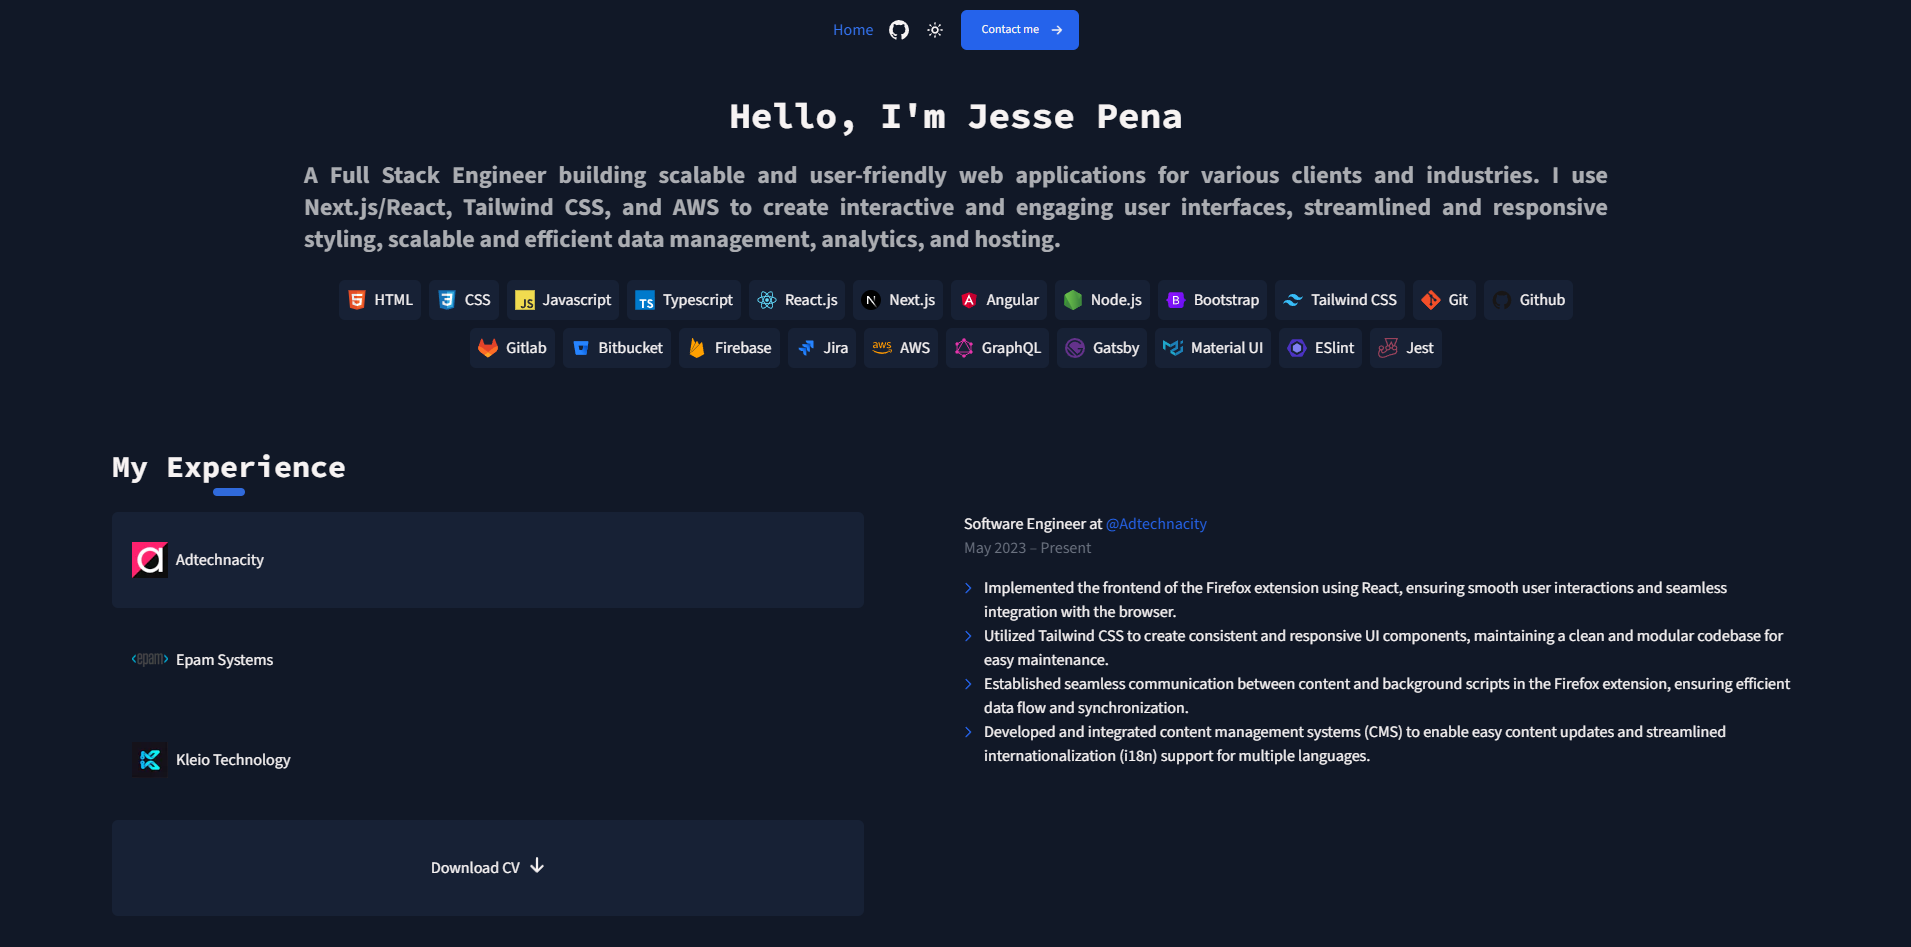 Home Contact me
Hello, I'm Jesse Pena
A Full Stack Engineer building scalable and user-friendly web applications for various clients and industries. I use
Next.js/React, Tailwind CSS, and AWS to create interactive and engaging user interfaces, streamlined and responsive
styling, scalable and efficient data management, analytics, and hosting.
HTML CSS JS Javascript TS Typescript React.js N Next.js A Angular Node.js B Bootstrap Tailwind CSS Git Github
Gitlab Bitbucket Firebase Jira aws AWS GraphQL Gatsby Material UI ESlint Jest
My Experience
Adtechnacity
<epam> Epam Systems
Kleio Technology
Download CV
Software Engineer at @Adtechnacity
May 2023 – Present
Implemented the frontend of the Firefox extension using React, ensuring smooth user interactions and seamless
integration with the browser.
Utilized Tailwind CSS to create consistent and responsive UI components, maintaining a clean and modular codebase for
easy maintenance.
Established seamless communication between content and background scripts in the Firefox extension, ensuring efficient
data flow and synchronization.
Developed and integrated content management systems (CMS) to enable easy content updates and streamlined
internationalization (i18n) support for multiple languages.